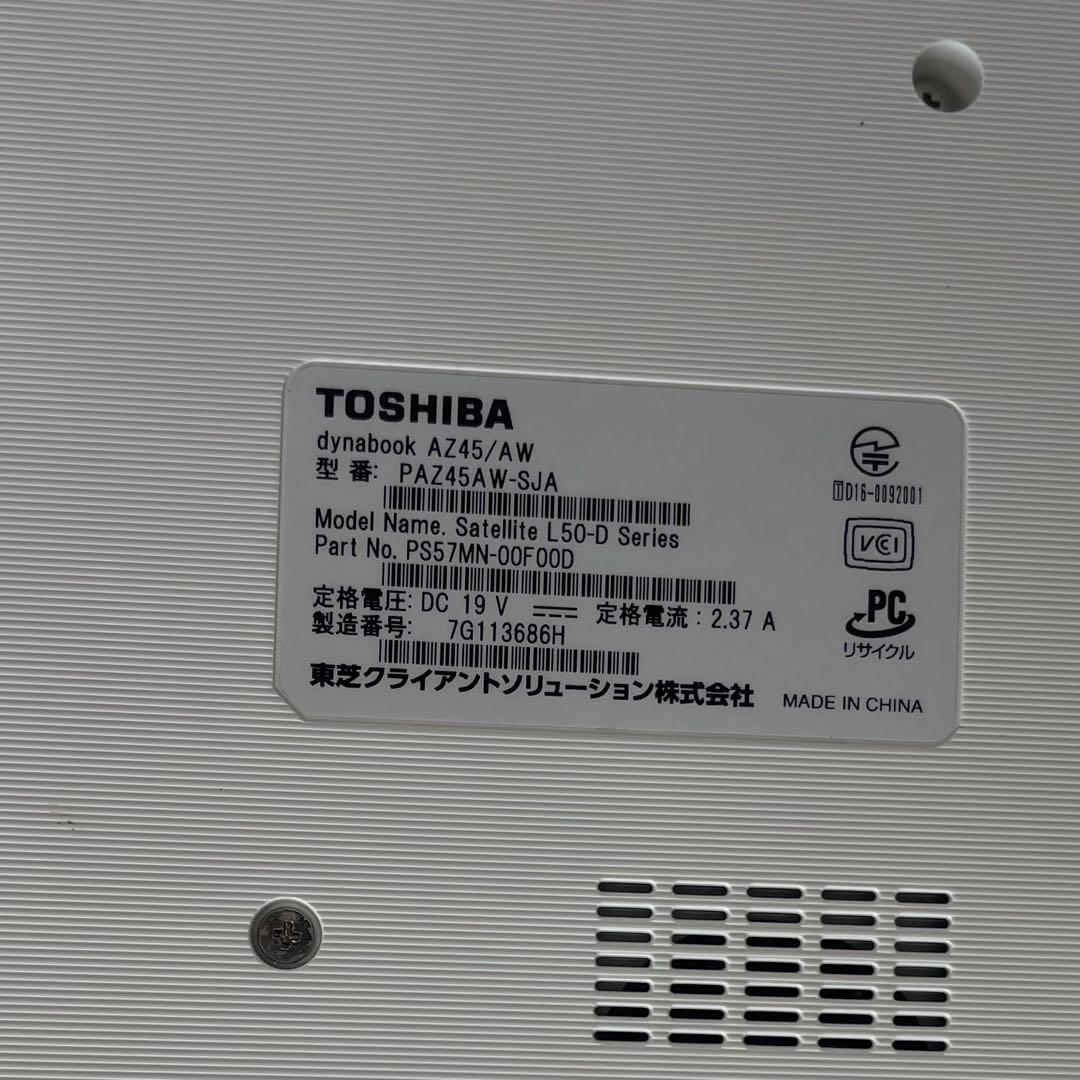 TOSHIBA
dynabook AZ45/AW
型 番: PAZ45AW-SJA
Model Name. Satellite L50-D Series
Part No. PS57MN-00F00D
定格電圧: DC 19 V 定格電流 : 2.37 A
製造番号: 7G113686H
東芝クライアントソリューション株式会社
MADE IN CHINA
TD16-0092001
VCI
PC
リサイクル